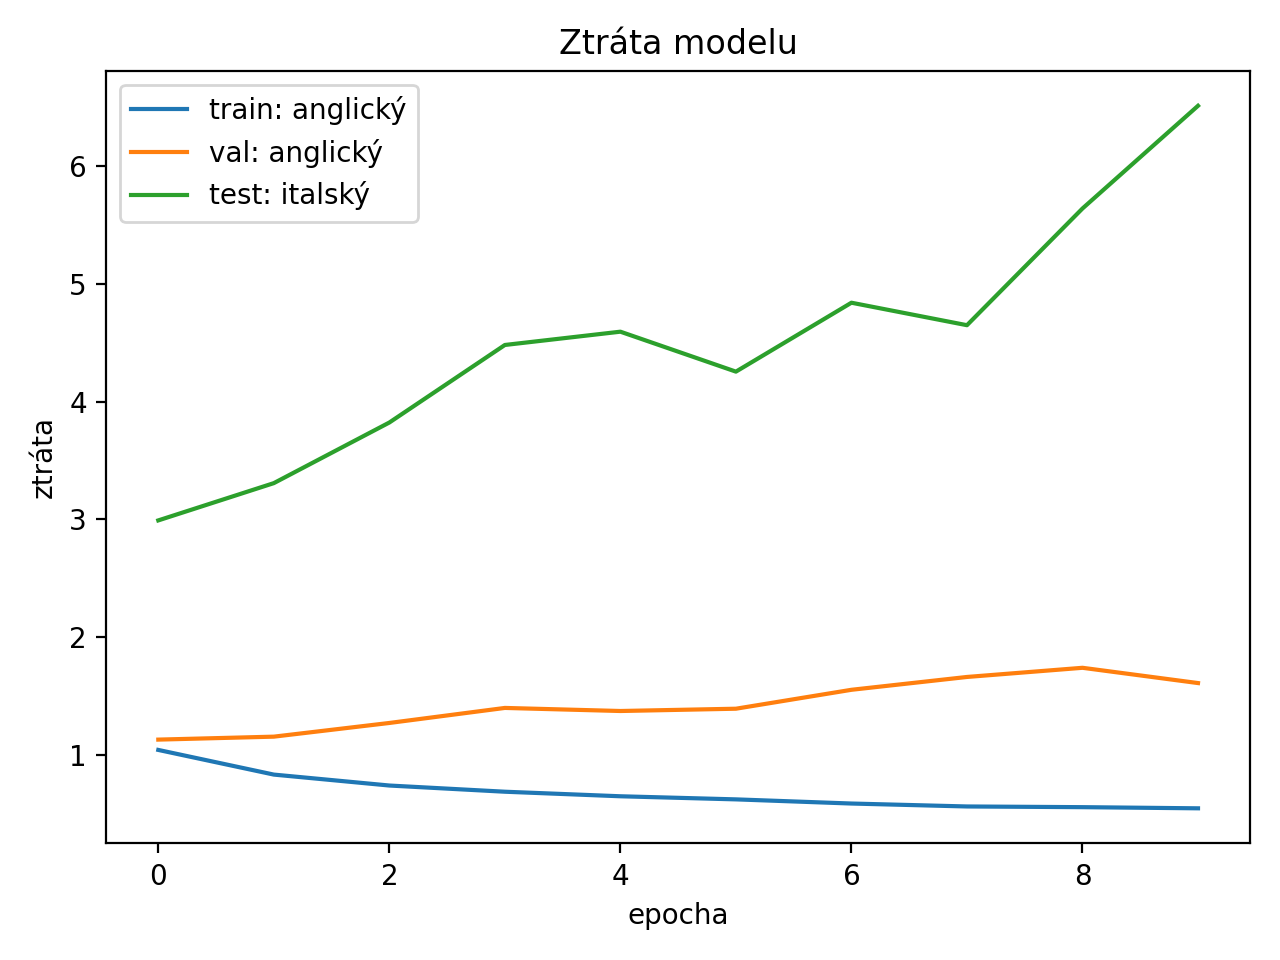 Ztráta modelu
train: anglický
val: anglický
test: italský
6
5
4
3
2
1
ztráta
0 2 4 6 8
epocha